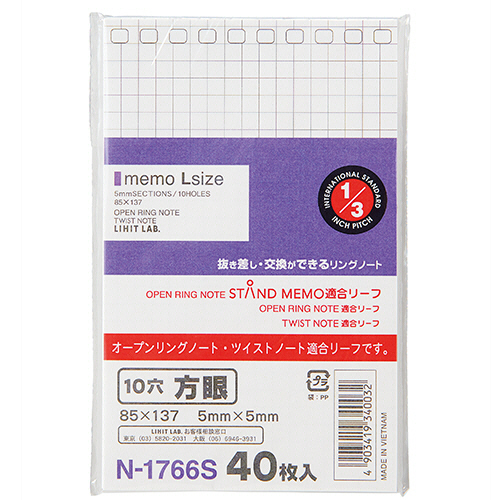 memo Lsize
5mmSECTIONS/10HOLES
85×137
OPEN RING NOTE
TWIST NOTE
LIHIT LAB.
INTERNATIONAL STANDARD
1/3
INCH PITCH
抜き差し・交換ができるリングノート
OPEN RING NOTE STAND MEMO適合リーフ
OPEN RING NOTE 適合リーフ
TWIST NOTE 適合リーフ
オープンリングノート・ツイストノート適合リーフです。
10穴 方眼
85×137 5mm×5mm
LIHIT LAB. お客様相談窓口
東京 (03) 5820-2031 大阪 (06) 6946-3931
N-1766S 40枚入
プラ
袋:PP
4903419340032
MADE IN VIETNAM